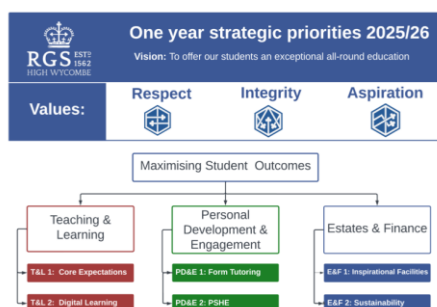 One year strategic priorities 2025/26
RGS ESTD 1562
HIGH WYCOMBE
Vision: To offer our students an exceptional all-round education
Values:
Respect
Integrity
Aspiration
Maximising Student Outcomes
Teaching &
Learning
Personal
Development &
Engagement
Estates & Finance
T&L 1: Core Expectations
PD&E 1: Form Tutoring
E&F 1: Inspirational Facilities
T&L 2: Digital Learning
PD&E 2: PSHE
E&F 2: Sustainability